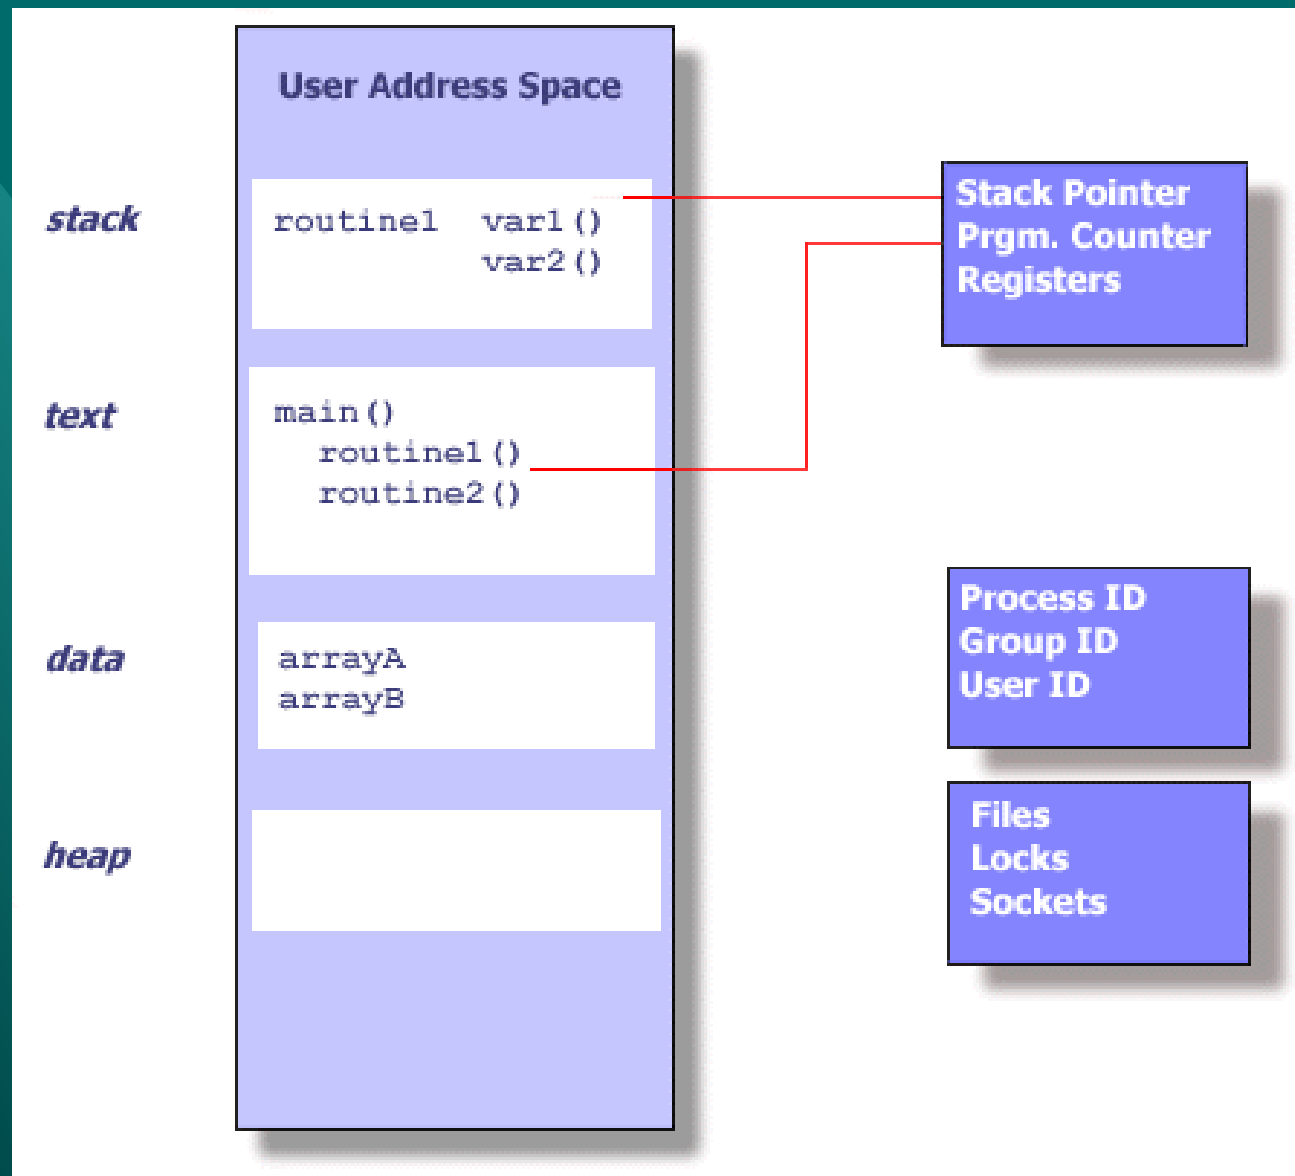 User Address Space
stack
routine1 var1()
var2()
text
main()
routine1()
routine2()
data
arrayA
arrayB
heap
Stack Pointer
Prgm. Counter
Registers
Process ID
Group ID
User ID
Files
Locks
Sockets